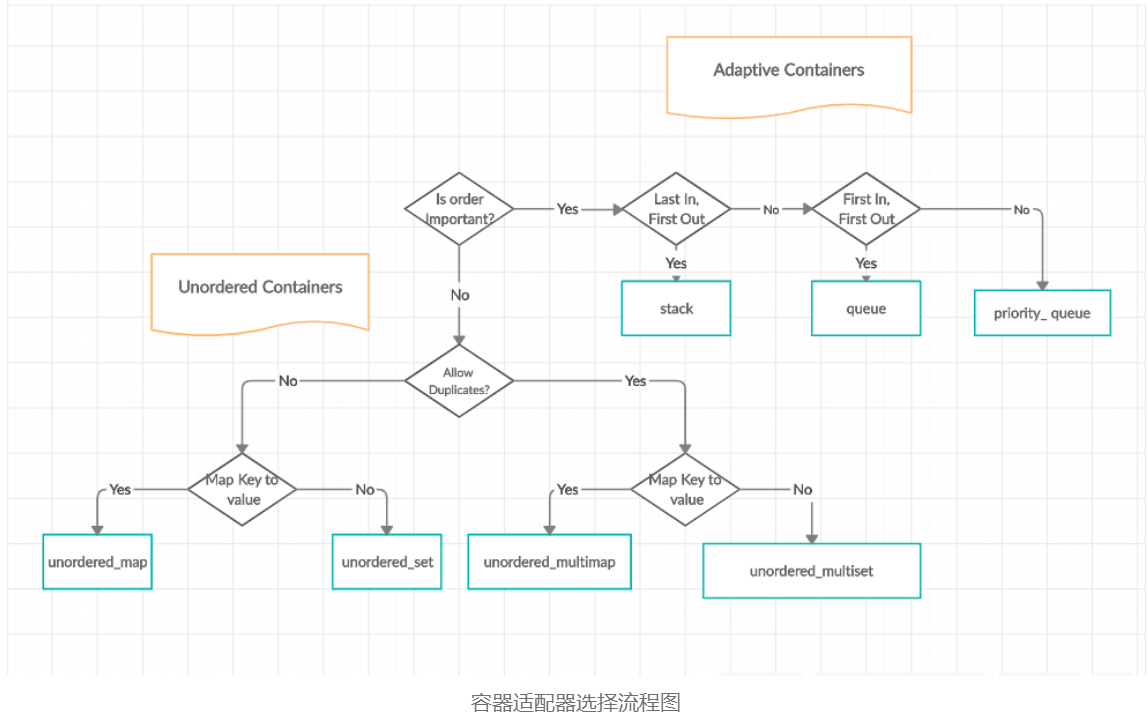 Adaptive Containers
Is order
Important?
Yes
Last In,
First Out
No
First In,
First Out
No
Yes
Yes
stack
queue
priority_ queue
Unordered Containers
No
Allow
Duplicates?
No
Yes
Map Key to
value
Yes
No
Map Key to
value
Yes
No
unordered_map
unordered_set
unordered_multimap
unordered_multiset
容器适配器选择流程图